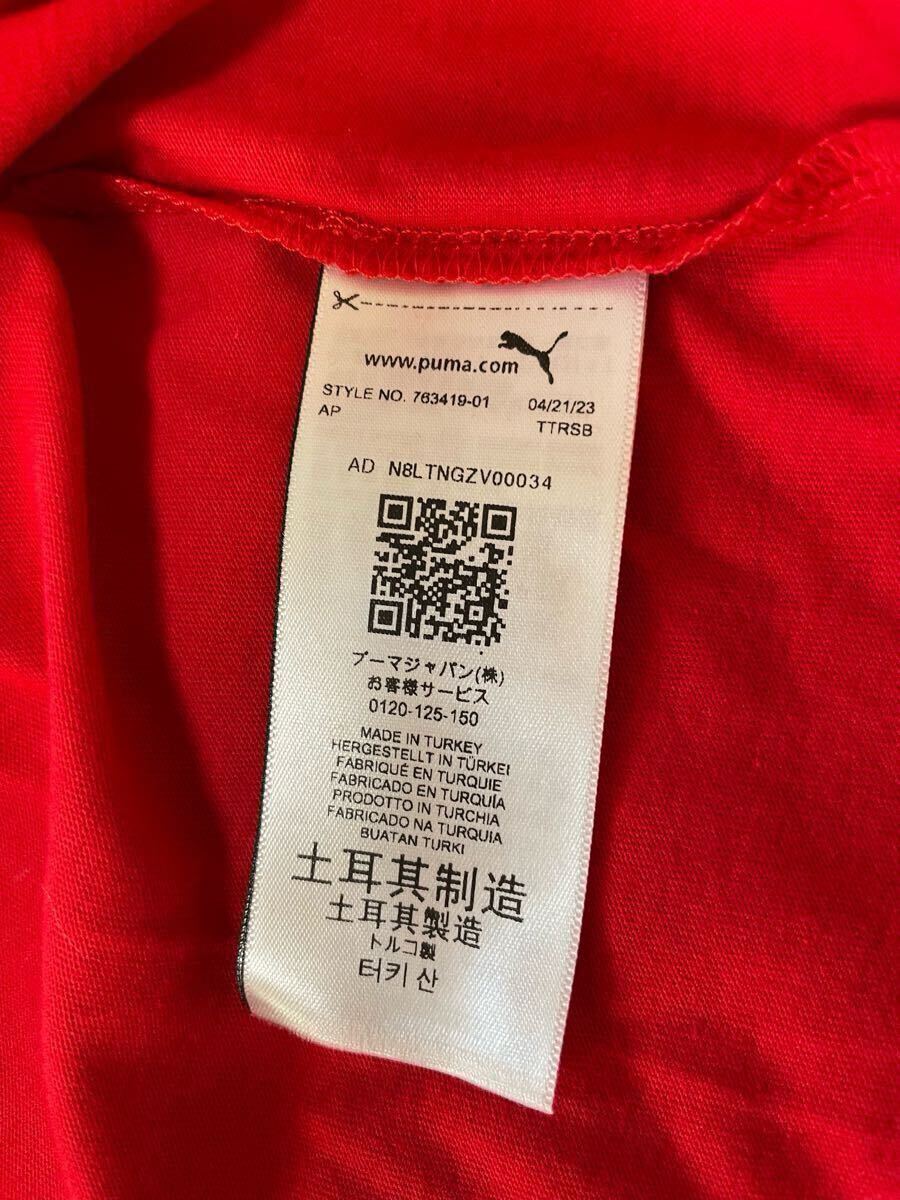 www.puma.com
STYLE NO. 763419-01 04/21/23
AP TTRSB
AD N8LTNGZV00034
プーマジャパン(株)
お客様サービス
0120-125-150
MADE IN TURKEY
HERGESTELLT IN TÜRKEI
FABRIQUÉ EN TURQUIE
FABRICADO EN TURQUÍA
PRODOTTO IN TURCHIA
FABRICADO NA TURQUIA
BUATAN TURKI
土耳其制造
土耳其製造
トルコ製
터키 산